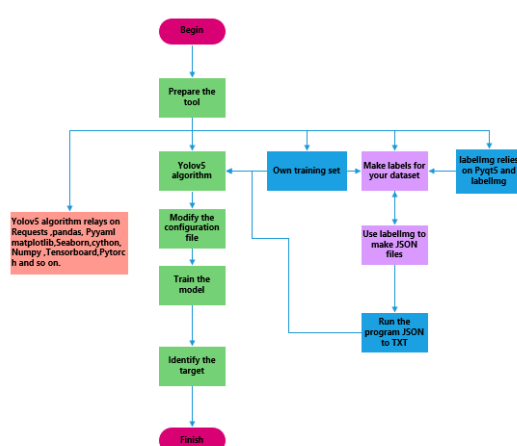 Begin
Prepare the
tool
Yolov5
algorithm
Own training set
Make labels for
your dataset
labelImg relies
on Pyqt5 and
labelImg
Yolov5 algorithm relays on
Requests ,pandas, Pyyaml
matplotlib,Seaborn,cython,
Numpy ,Tensorboard,Pytorc
h and so on.
Modify the
configuration
file
Use labelImg to
make JSON
files
Train the
model
Run the
program JSON
to TXT
Identify the
target
Finish